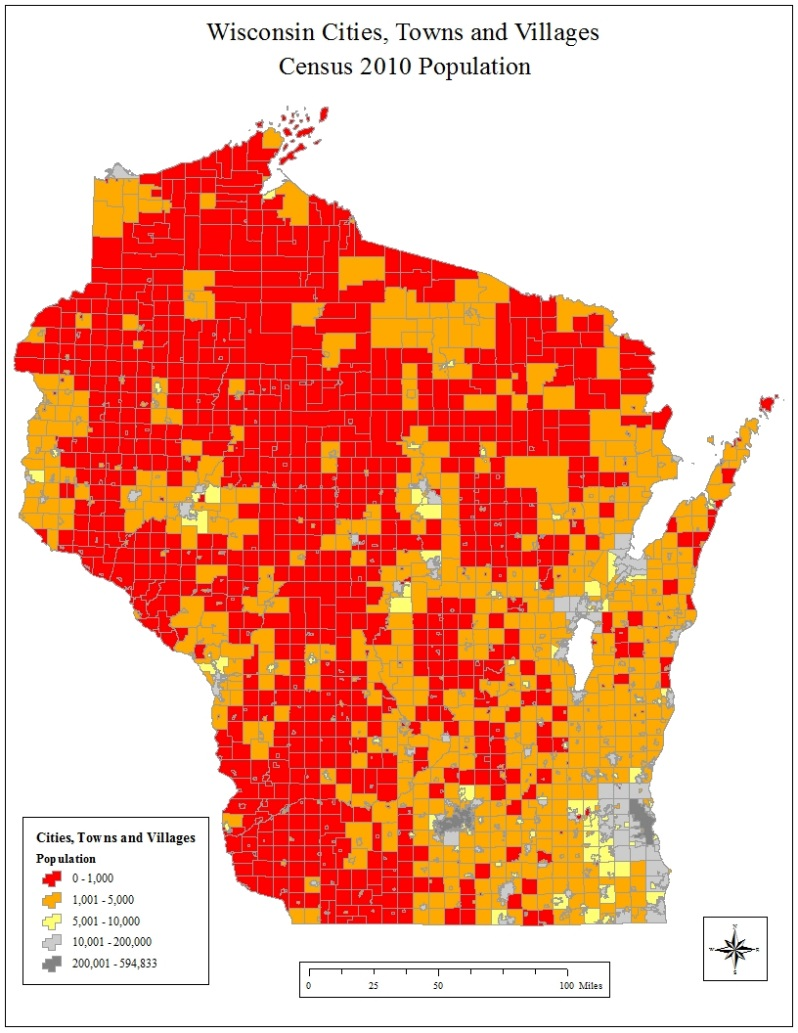 Wisconsin Cities, Towns and Villages
Census 2010 Population
Cities, Towns and Villages
Population
0 - 1,000
1,001 - 5,000
5,001 - 10,000
10,001 - 200,000
200,001 - 594,833
0 25 50 100 Miles
N
W E
S